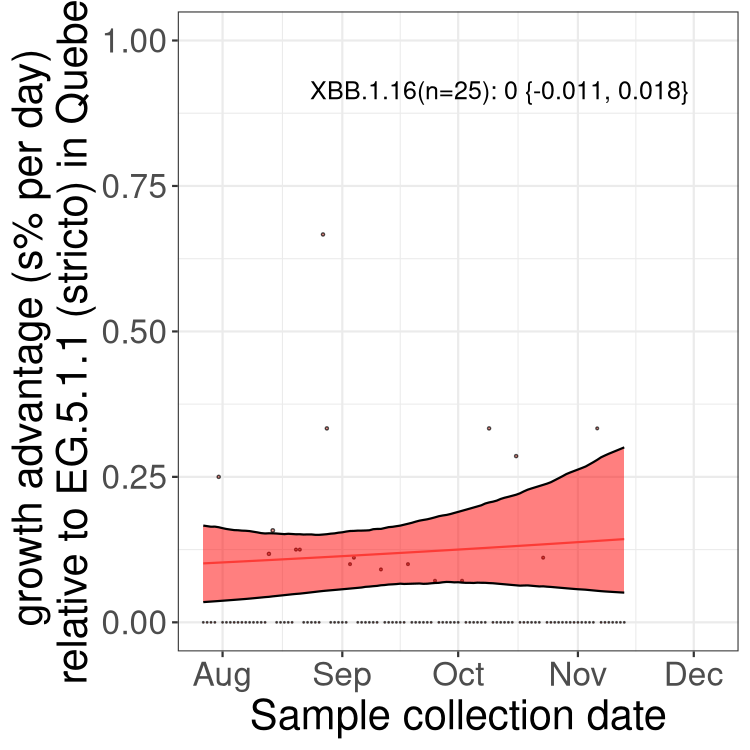 growth advantage (s% per day)
relative to EG.5.1.1 (stricto) in Quebe
1.00
0.75
0.50
0.25
0.00
XBB.1.16(n=25): 0 {-0.011, 0.018}
Aug Sep Oct Nov Dec
Sample collection date